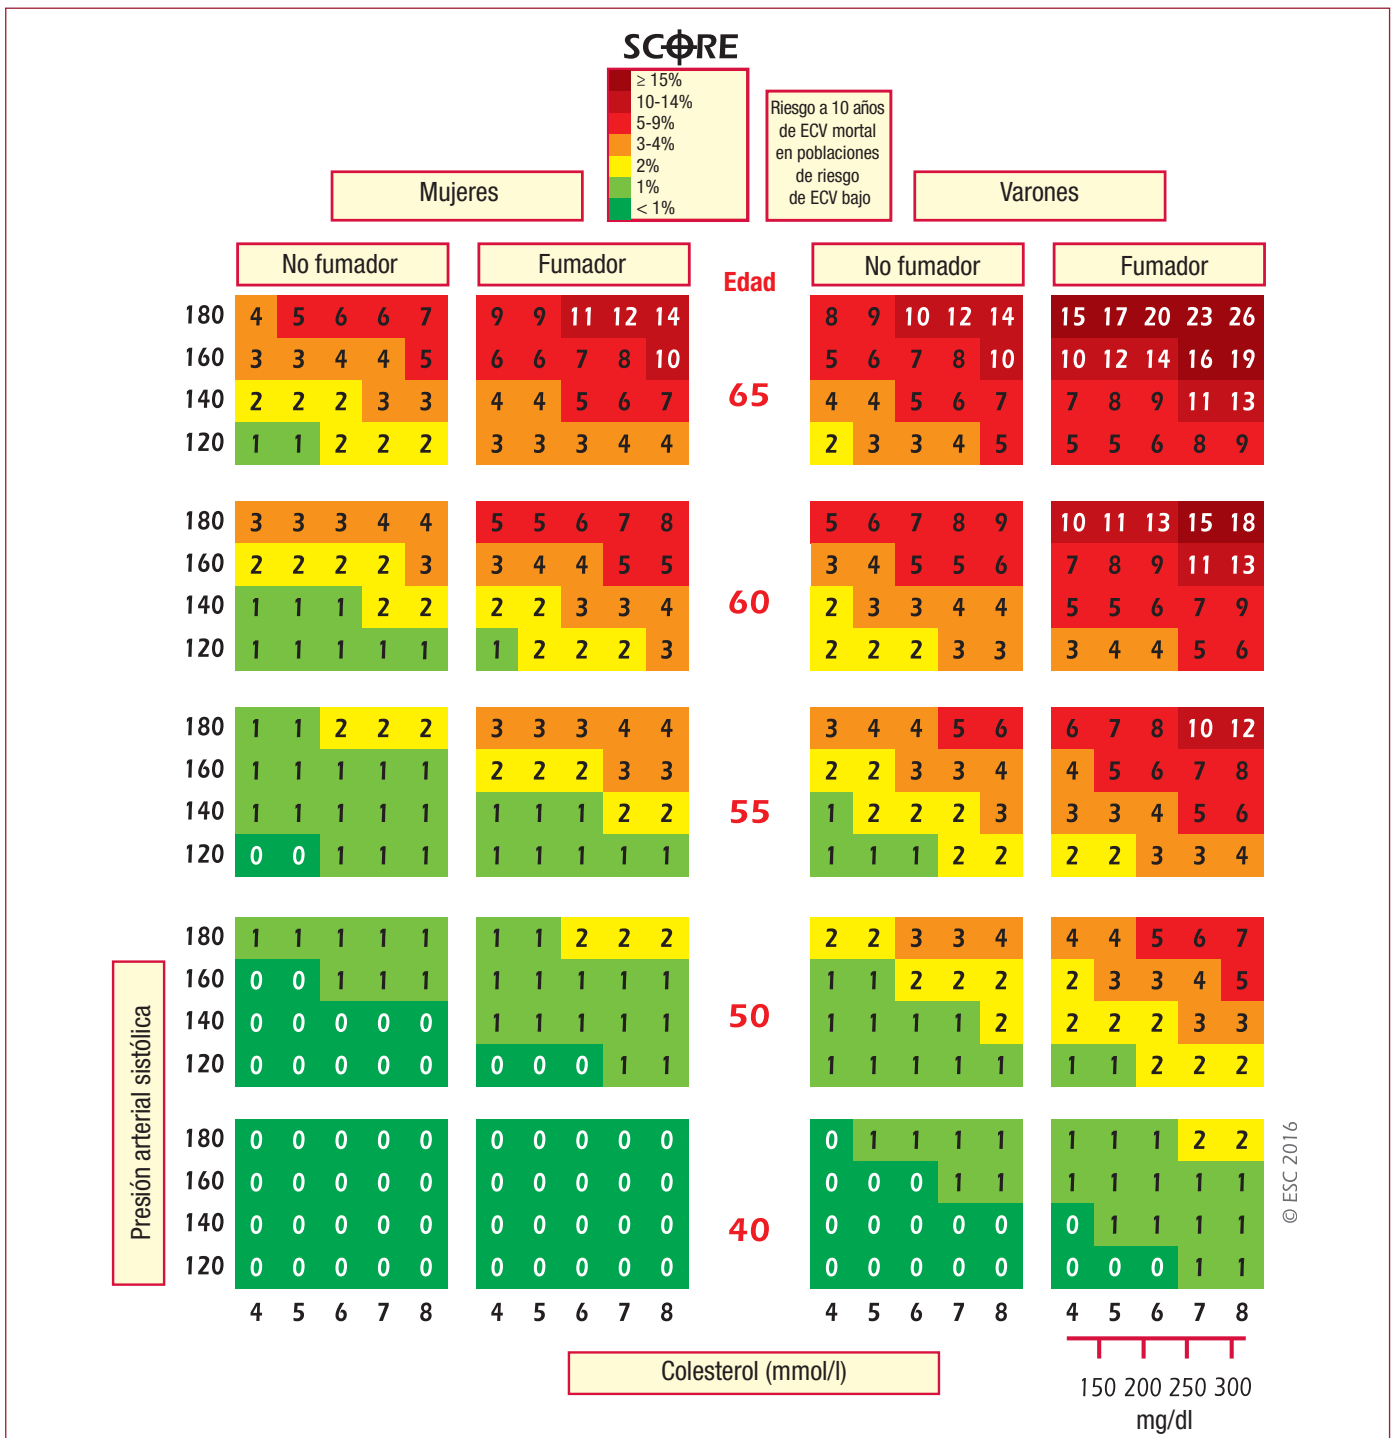 SCORE
≥ 15%
10-14%
5-9%
3-4%
2%
1%
< 1%
Riesgo a 10 años
de ECV mortal
en poblaciones
de riesgo
de ECV bajo
Mujeres
Varones
No fumador
Fumador
Edad
No fumador
Fumador
180 4 5 6 6 7 9 9 11 12 14 8 9 10 12 14 15 17 20 23 26
160 3 3 4 4 5 6 6 7 8 10 5 6 7 8 10 10 12 14 16 19
65
140 2 2 2 3 3 4 4 5 6 7 4 4 5 6 7 7 8 9 11 13
120 1 1 2 2 2 3 3 3 4 4 2 3 3 4 5 5 5 6 8 9
180 3 3 3 4 4 5 5 6 7 8 5 6 7 8 9 10 11 13 15 18
160 2 2 2 2 3 3 4 4 5 5 3 4 5 5 6 7 8 9 11 13
60
140 1 1 1 2 2 2 2 3 3 4 2 3 3 4 4 5 5 6 7 9
120 1 1 1 1 1 1 2 2 2 3 2 2 2 3 3 3 4 4 5 6
180 1 1 2 2 2 3 3 3 4 4 3 4 4 5 6 6 7 8 10 12
160 1 1 1 1 1 2 2 2 3 3 2 2 3 3 4 4 5 6 7 8
55
140 1 1 1 1 1 1 1 1 2 2 1 2 2 2 3 3 3 4 5 6
120 0 0 1 1 1 1 1 1 1 1 1 1 1 2 2 2 2 3 3 4
180 1 1 1 1 1 1 1 2 2 2 2 2 3 3 4 4 4 5 6 7
160 0 0 1 1 1 1 1 1 1 1 1 1 2 2 2 2 3 3 4 5
50
140 0 0 0 0 0 1 1 1 1 1 1 1 1 1 2 2 2 2 3 3
120 0 0 0 0 0 0 0 0 1 1 1 1 1 1 1 1 1 2 2 2
180 0 0 0 0 0 0 0 0 0 0 0 1 1 1 1 1 1 1 2 2
160 0 0 0 0 0 0 0 0 0 0 0 0 0 1 1 1 1 1 1 1
40
140 0 0 0 0 0 0 0 0 0 0 0 0 0 0 0 0 1 1 1 1
120 0 0 0 0 0 0 0 0 0 0 0 0 0 0 0 0 0 0 1 1
4 5 6 7 8 4 5 6 7 8 4 5 6 7 8 4 5 6 7 8
Presión arterial sistólica
Colesterol (mmol/l)
150 200 250 300
mg/dl
© ESC 2016